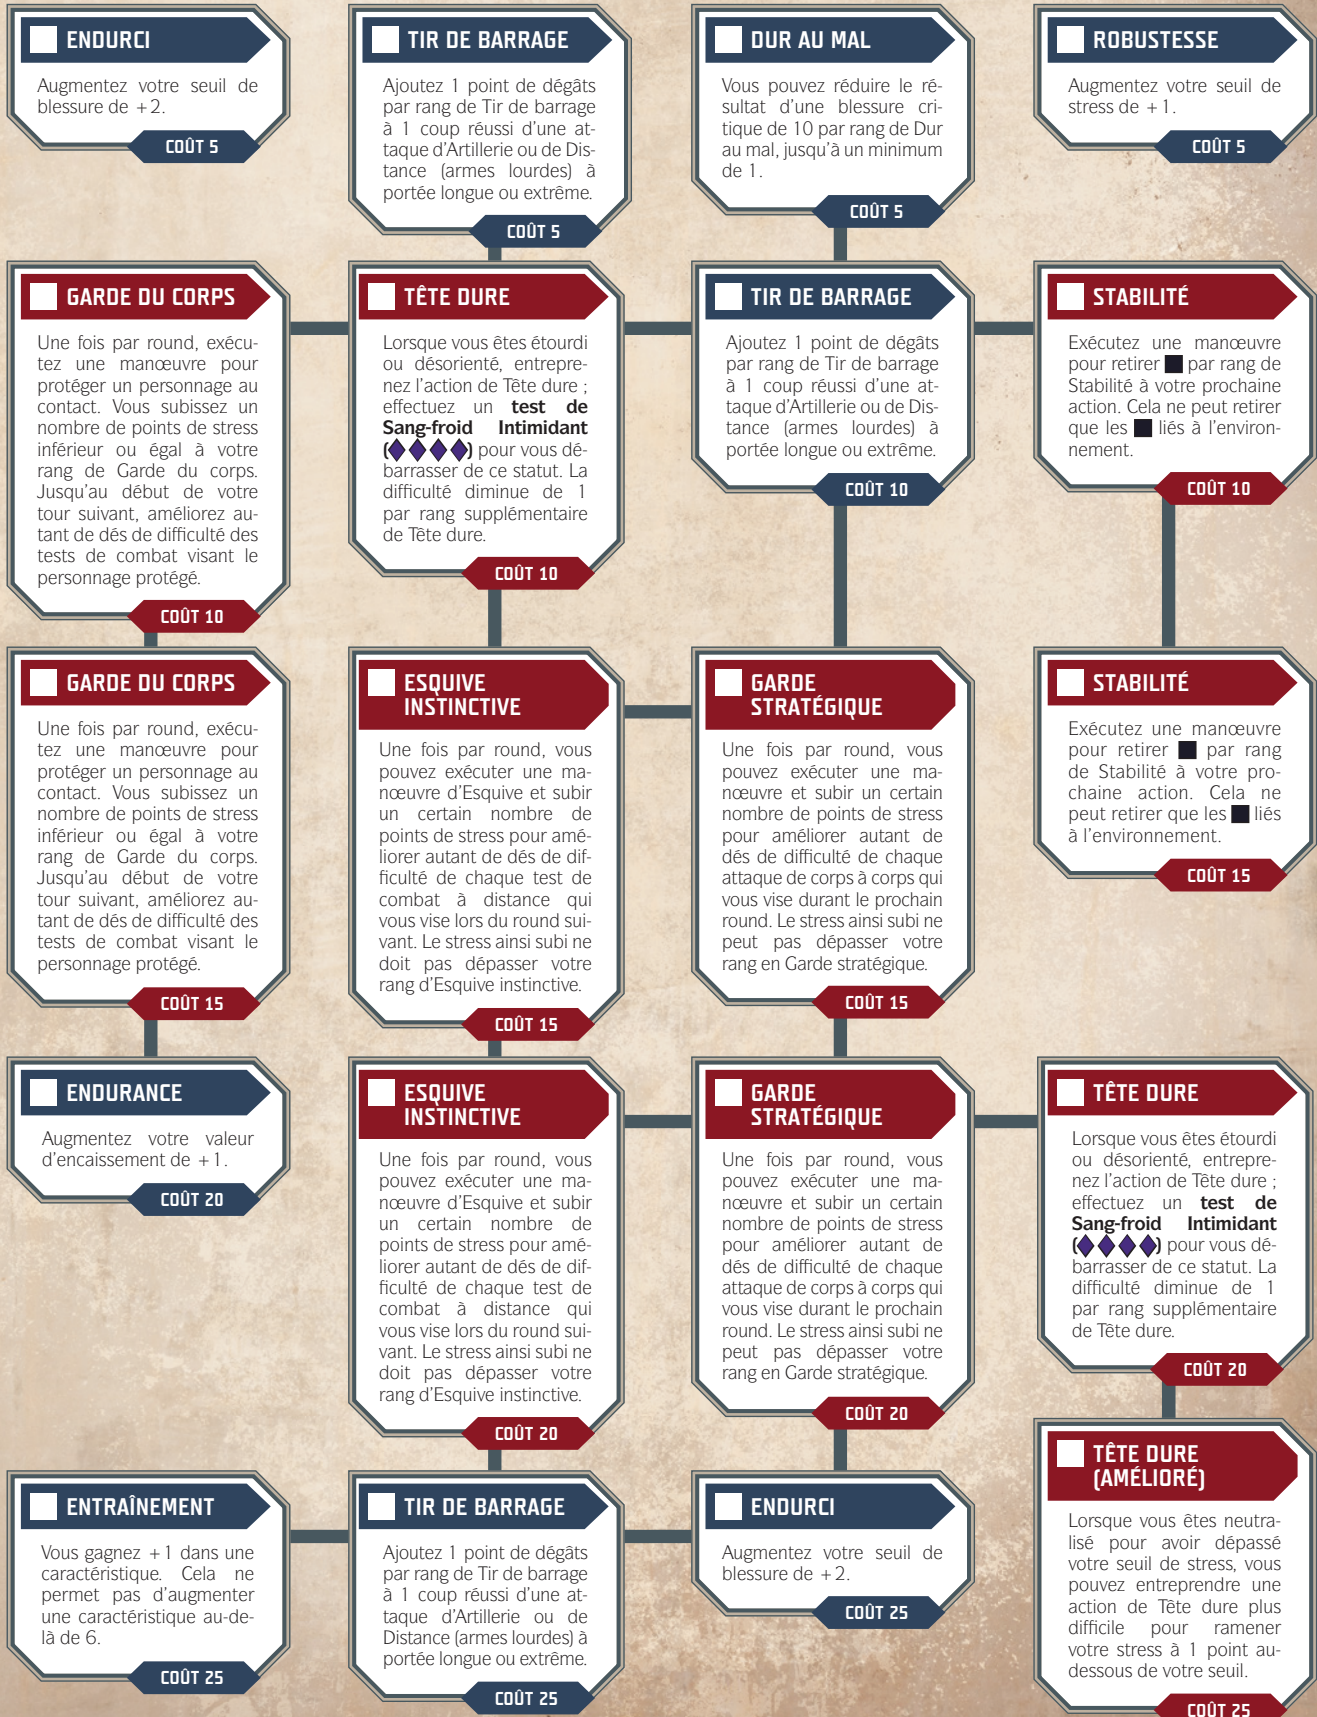 ENDURCI
Augmentez votre seuil de
blessure de +2.
COÛT 5
TIR DE BARRAGE
Ajoutez 1 point de dégâts
par rang de Tir de barrage
à 1 coup réussi d'une at-
taque d'Artillerie ou de Dis-
tance (armes lourdes) à
portée longue ou extrême.
COÛT 5
DUR AU MAL
Vous pouvez réduire le ré-
sultat d'une blessure cri-
tique de 10 par rang de Dur
au mal, jusqu'à un minimum
de 1.
COÛT 5
ROBUSTESSE
Augmentez votre seuil de
stress de +1.
COÛT 5
GARDE DU CORPS
Une fois par round, exécu-
tez une manœuvre pour
protéger un personnage au
contact. Vous subissez un
nombre de points de stress
inférieur ou égal à votre
rang de Garde du corps.
Jusqu'au début de votre
tour suivant, améliorez au-
tant de dés de difficulté des
tests de combat visant le
personnage protégé.
COÛT 10
TÊTE DURE
Lorsque vous êtes étourdi
ou désorienté, entrepre-
nez l'action de Tête dure ;
effectuez un test de
Sang-froid Intimidant
(◆◆◆◆) pour vous dé-
barrasser de ce statut. La
difficulté diminue de 1
par rang supplémentaire
de Tête dure.
COÛT 10
TIR DE BARRAGE
Ajoutez 1 point de dégâts
par rang de Tir de barrage
à 1 coup réussi d'une at-
taque d'Artillerie ou de Dis-
tance (armes lourdes) à
portée longue ou extrême.
COÛT 10
STABILITÉ
Exécutez une manœuvre
pour retirer ■ par rang de
Stabilité à votre prochaine
action. Cela ne peut retirer
que les ■ liés à l'environ-
nement.
COÛT 10
GARDE DU CORPS
Une fois par round, exécu-
tez une manœuvre pour
protéger un personnage au
contact. Vous subissez un
nombre de points de stress
inférieur ou égal à votre
rang de Garde du corps.
Jusqu'au début de votre
tour suivant, améliorez au-
tant de dés de difficulté des
tests de combat visant le
personnage protégé.
COÛT 15
ESQUIVE
INSTINCTIVE
Une fois par round, vous
pouvez exécuter une ma-
nœuvre d'Esquive et subir
un certain nombre de
points de stress pour amé-
liorer autant de dés de dif-
ficulté de chaque test de
combat à distance qui
vous vise lors du round sui-
vant. Le stress ainsi subi ne
doit pas dépasser votre
rang d'Esquive instinctive.
COÛT 15
GARDE
STRATÉGIQUE
Une fois par round, vous
pouvez exécuter une ma-
nœuvre et subir un certain
nombre de points de stress
pour améliorer autant de
dés de difficulté de chaque
attaque de corps à corps qui
vous vise durant le prochain
round. Le stress ainsi subi ne
peut pas dépasser votre
rang en Garde stratégique.
COÛT 15
STABILITÉ
Exécutez une manœuvre
pour retirer ■ par rang
de Stabilité à votre pro-
chaine action. Cela ne
peut retirer que les ■ liés
à l'environnement.
COÛT 15
ENDURANCE
Augmentez votre valeur
d'encaissement de +1.
COÛT 20
ESQUIVE
INSTINCTIVE
Une fois par round, vous
pouvez exécuter une ma-
nœuvre d'Esquive et subir
un certain nombre de
points de stress pour amé-
liorer autant de dés de dif-
ficulté de chaque test de
combat à distance qui
vous vise lors du round sui-
vant. Le stress ainsi subi ne
doit pas dépasser votre
rang d'Esquive instinctive.
COÛT 20
GARDE
STRATÉGIQUE
Une fois par round, vous
pouvez exécuter une ma-
nœuvre et subir un certain
nombre de points de stress
pour améliorer autant de
dés de difficulté de chaque
attaque de corps à corps qui
vous vise durant le prochain
round. Le stress ainsi subi ne
peut pas dépasser votre
rang en Garde stratégique.
COÛT 20
TÊTE DURE
Lorsque vous êtes étourdi
ou désorienté, entrepre-
nez l'action de Tête dure ;
effectuez un test de
Sang-froid Intimidant
(◆◆◆◆) pour vous dé-
barrasser de ce statut. La
difficulté diminue de 1
par rang supplémentaire
de Tête dure.
COÛT 20
ENTRAÎNEMENT
Vous gagnez +1 dans une
caractéristique. Cela ne
permet pas d'augmenter
une caractéristique au-de-
là de 6.
COÛT 25
TIR DE BARRAGE
Ajoutez 1 point de dégâts
par rang de Tir de barrage
à 1 coup réussi d'une at-
taque d'Artillerie ou de
Distance (armes lourdes) à
portée longue ou extrême.
COÛT 25
ENDURCI
Augmentez votre seuil de
blessure de +2.
COÛT 25
TÊTE DURE
(AMÉLIORÉ)
Lorsque vous êtes neutra-
lisé pour avoir dépassé
votre seuil de stress, vous
pouvez entreprendre une
action de Tête dure plus
difficile pour ramener
votre stress à 1 point au-
dessous de votre seuil.
COÛT 25